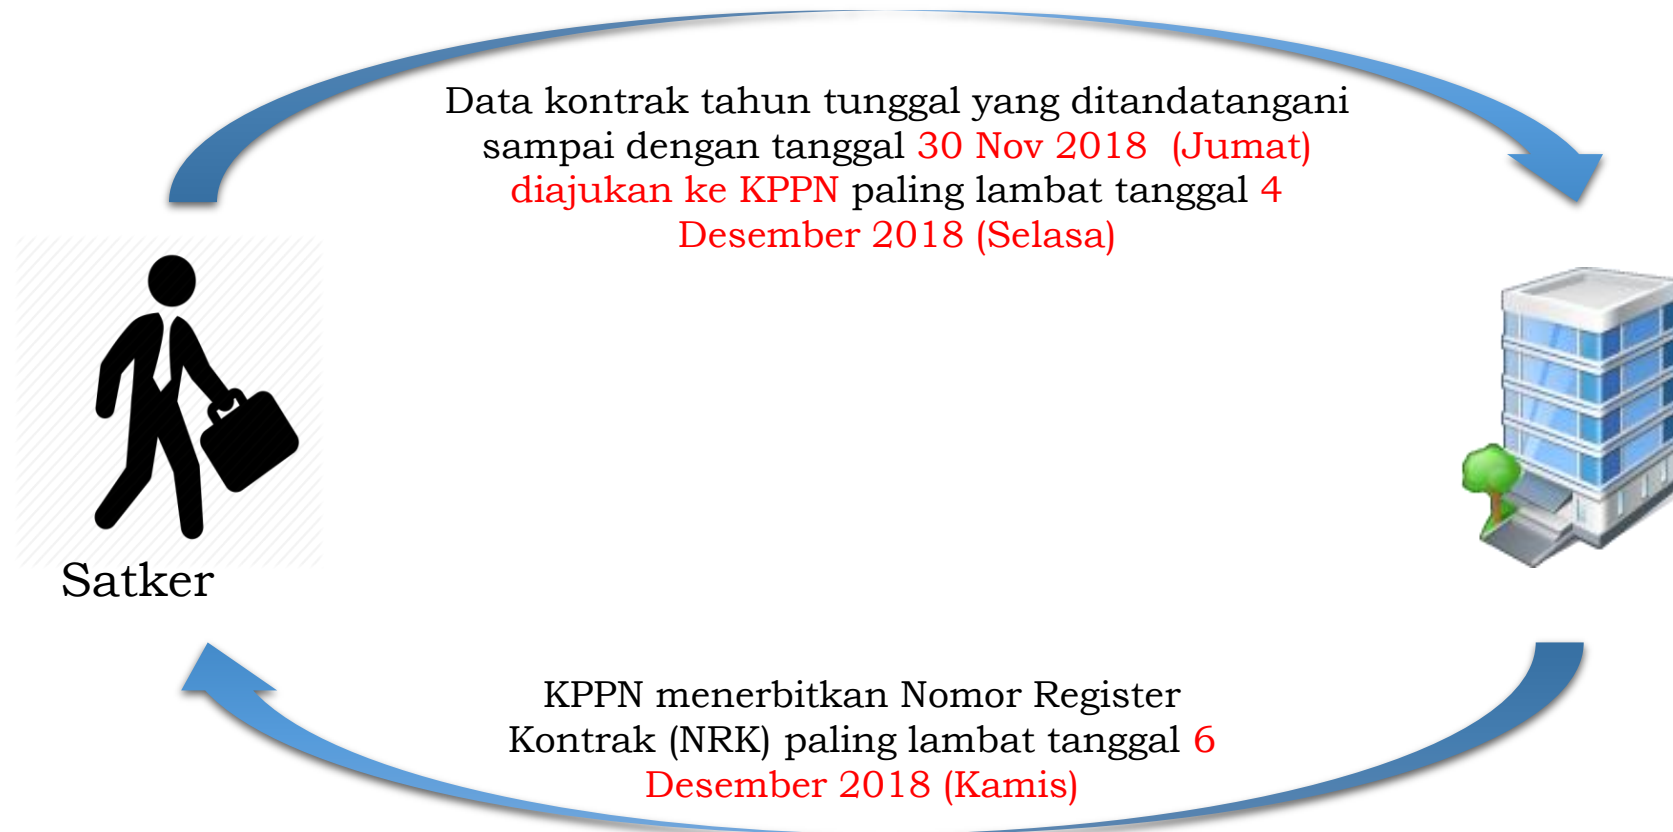 Data kontrak tahun tunggal yang ditandatangani
sampai dengan tanggal 30 Nov 2018  (Jumat)
diajukan ke KPPN paling lambat tanggal 4
Desember 2018 (Selasa)
Satker
KPPN menerbitkan Nomor Register
Kontrak (NRK) paling lambat tanggal 6
Desember 2018 (Kamis)